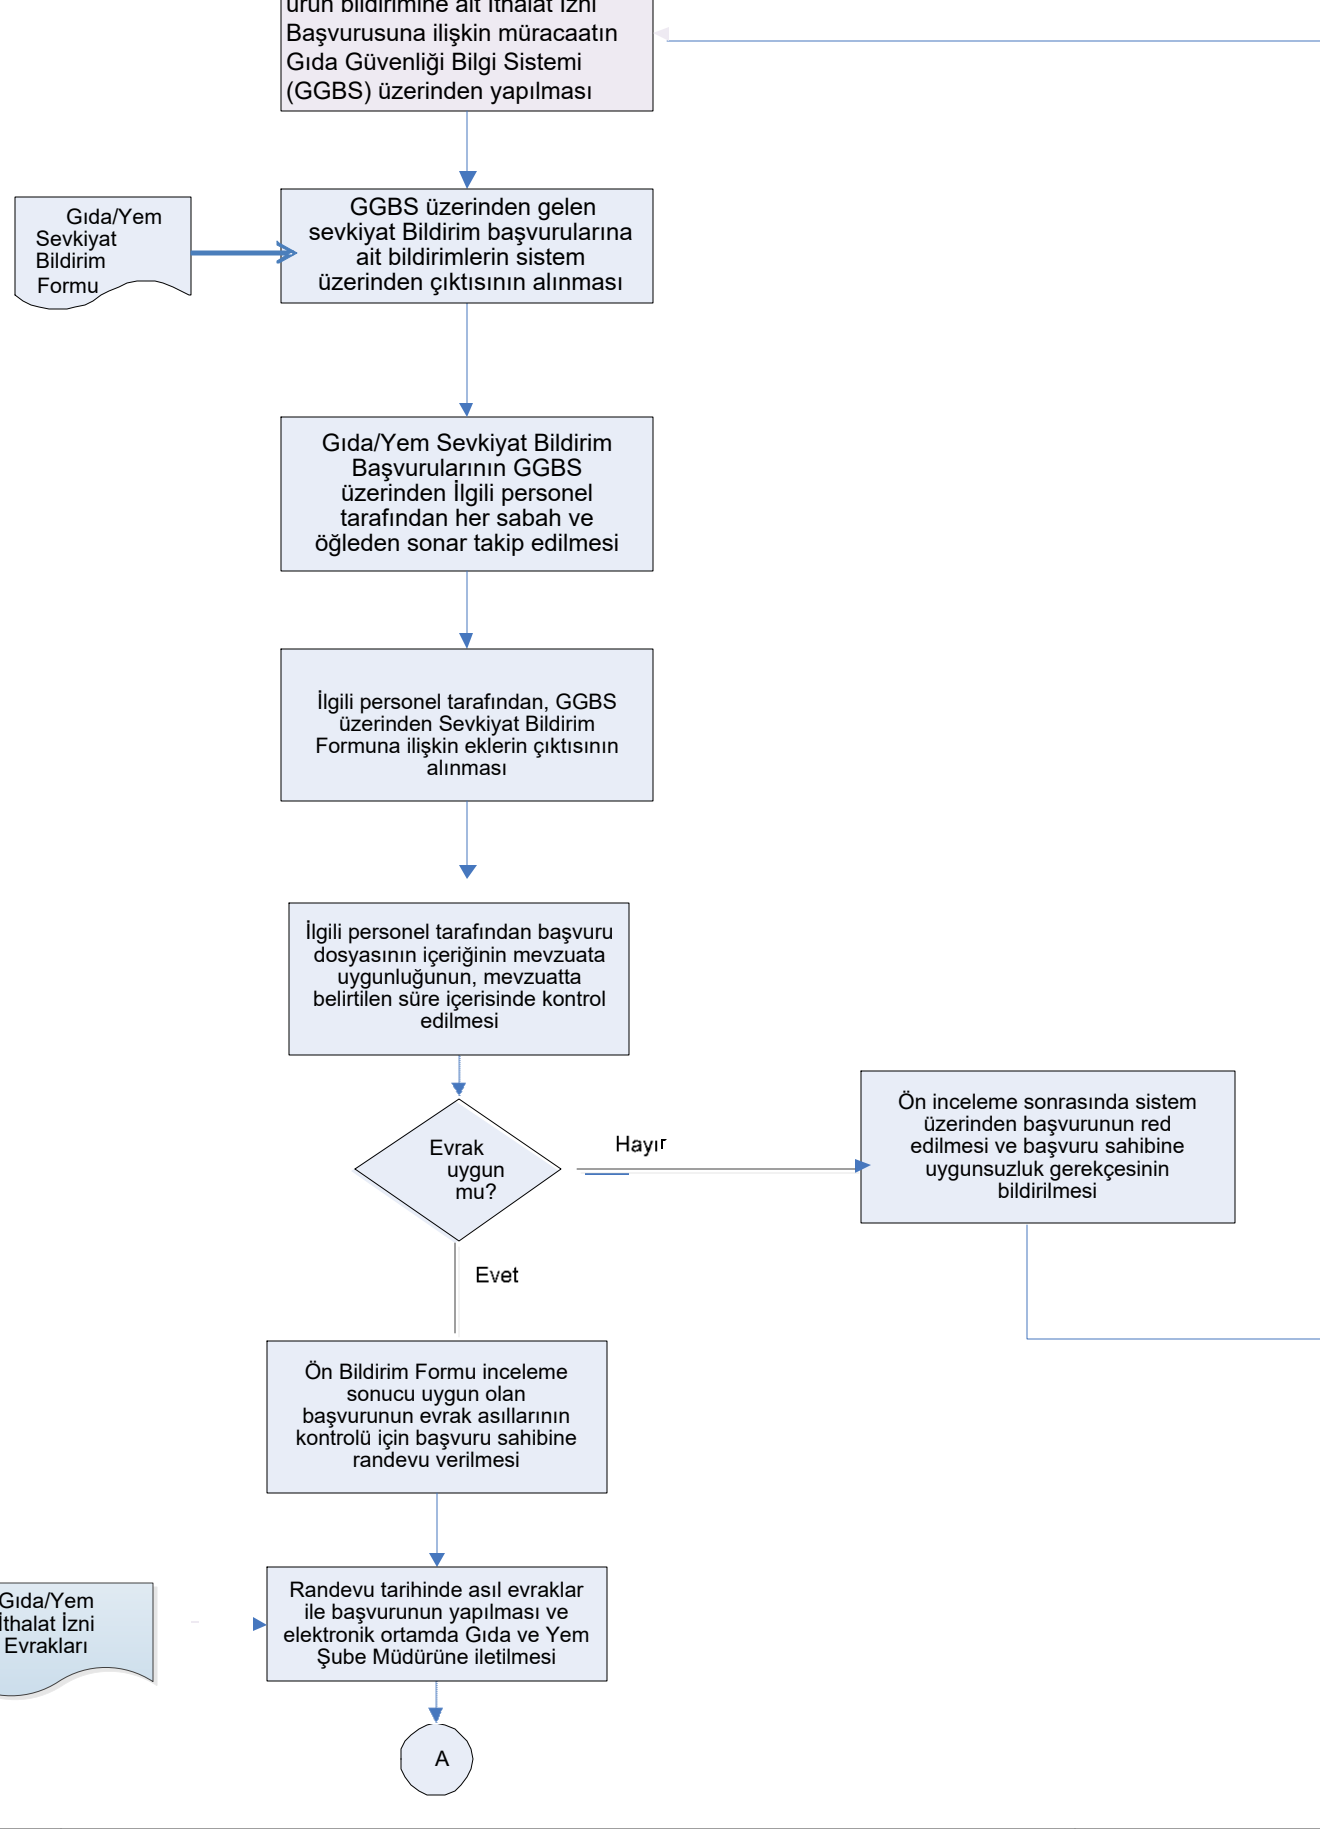 ürün bildirimine ait İthalat İzni
Başvurusuna ilişkin müracaatın
Gıda Güvenliği Bilgi Sistemi
(GGBS) üzerinden yapılması
Gıda/Yem
Sevkiyat
Bildirim
Formu
GGBS üzerinden gelen
sevkiyat Bildirim başvurularına
ait bildirimlerin sistem
üzerinden çıktısının alınması
Gıda/Yem Sevkiyat Bildirim
Başvurularının GGBS
üzerinden İlgili personel
tarafından her sabah ve
öğleden sonar takip edilmesi
İlgili personel tarafından, GGBS
üzerinden Sevkiyat Bildirim
Formuna ilişkin eklerin çıktısının
alınması
İlgili personel tarafından başvuru
dosyasının içeriğinin mevzuata
uygunluğunun, mevzuatta
belirtilen süre içerisinde kontrol
edilmesi
Evrak
uygun
mu?
Hayır
Ön inceleme sonrasında sistem
üzerinden başvurunun red
edilmesi ve başvuru sahibine
uygunsuzluk gerekçesinin
bildirilmesi
Evet
Ön Bildirim Formu inceleme
sonucu uygun olan
başvurunun evrak asıllarının
kontrolü için başvuru sahibine
randevu verilmesi
Gıda/Yem
İthalat İzni
Evrakları
Randevu tarihinde asıl evraklar
ile başvurunun yapılması ve
elektronik ortamda Gıda ve Yem
Şube Müdürüne iletilmesi
A